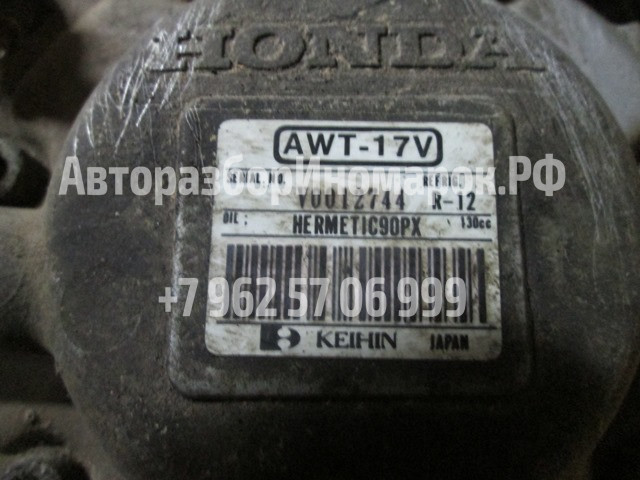 HONDA
AWT-17V
SERIAL NO. REFRIG.
V0012744 R-12
OIL: HERMETIC90PX 130cc
АвторазборИномарок.РФ
+7 962 57 06 999
KEIHIN JAPAN